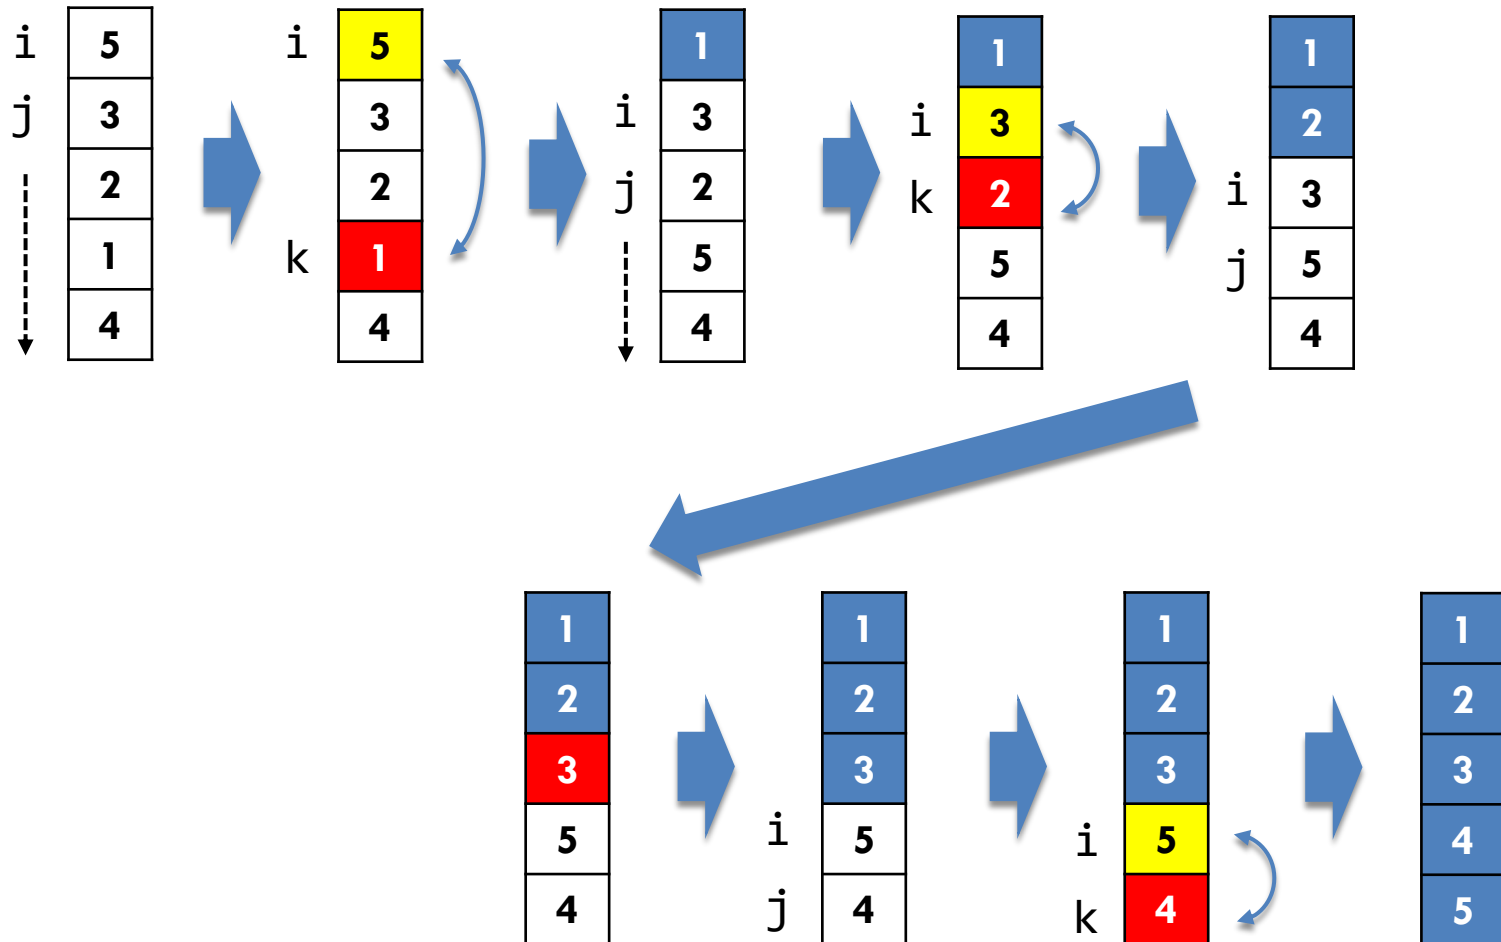 i 5 i 5 1 1 1
j 3 3 i 3 i 3 2
2 2 j 2 k 2 i 3
1 k 1 5 5 j 5
4 4 4 4 4
1 1 1 1
2 2 2 2
3 3 3 3
5 i 5 i 5 4
4 j 4 k 4 5